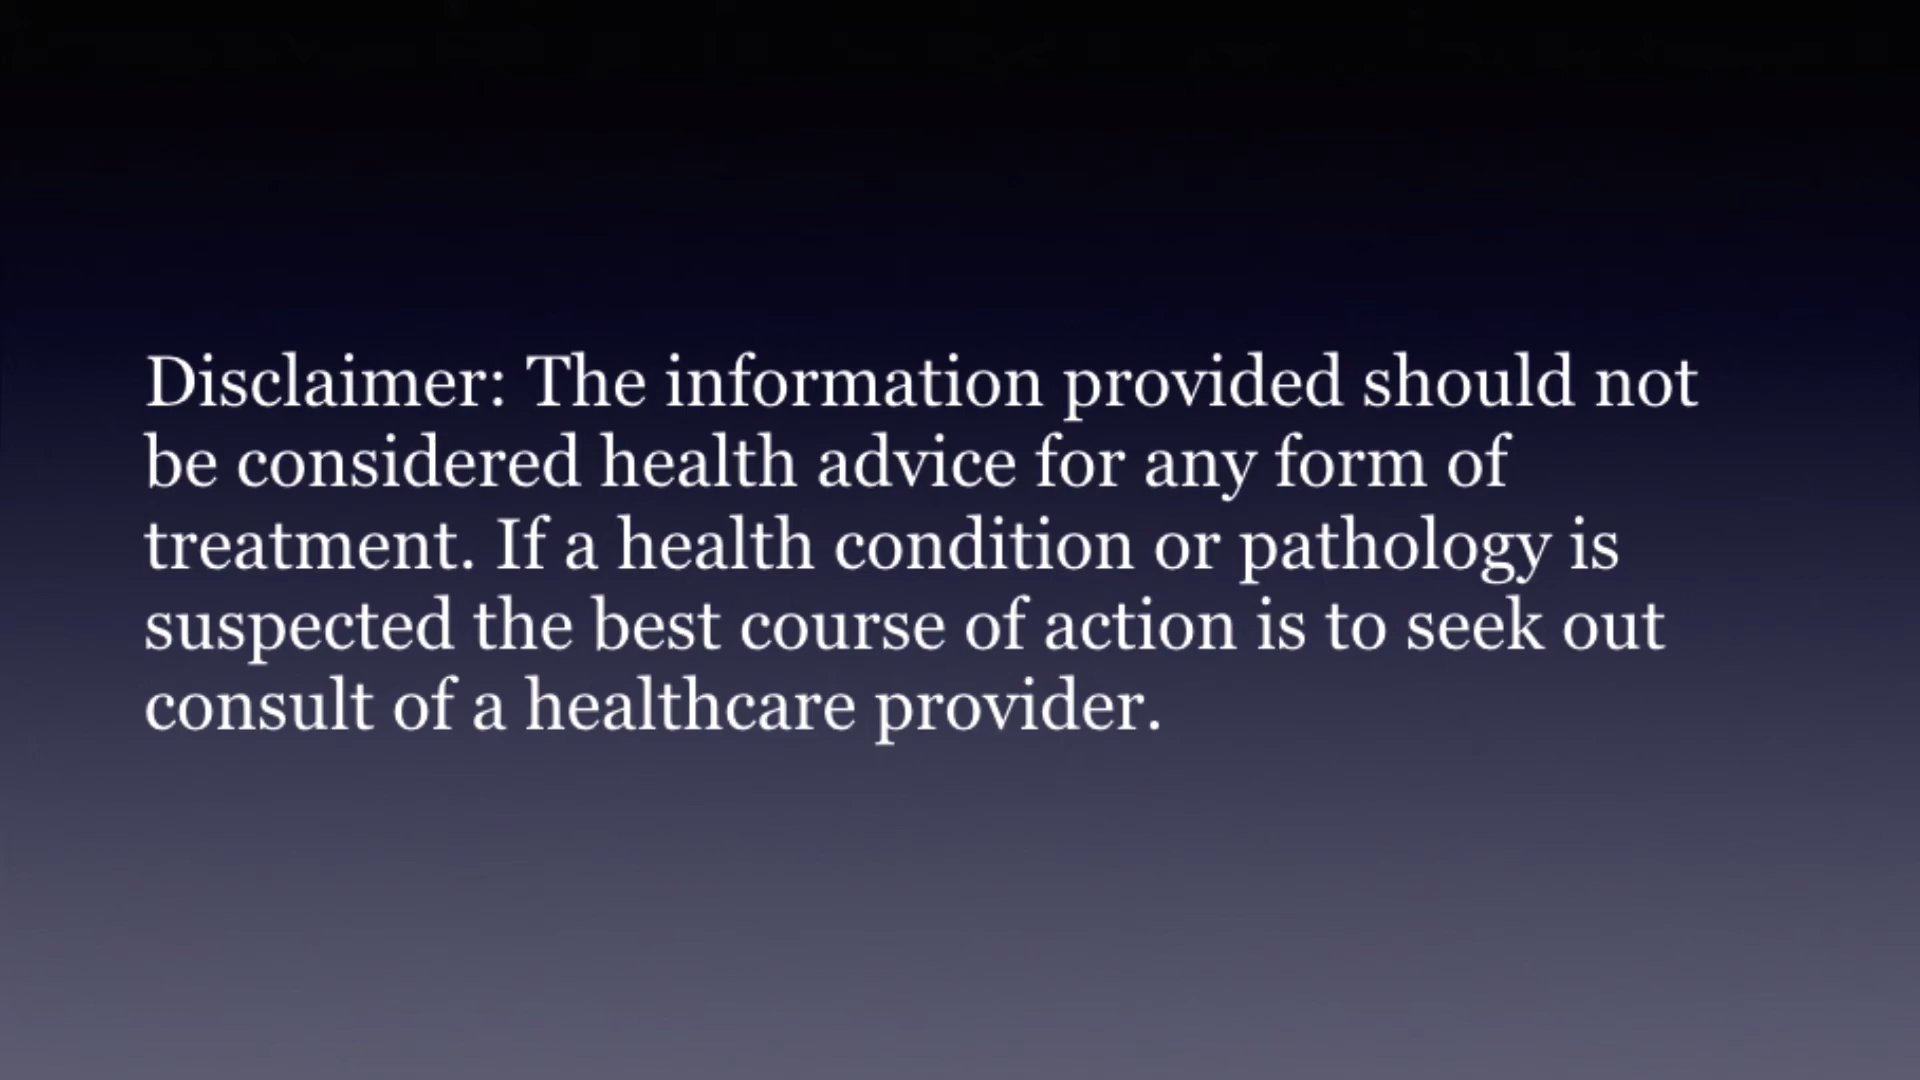 Disclaimer: The information provided should not
be considered health advice for any form of
treatment. If a health condition or pathology is
suspected the best course of action is to seek out
consult of a healthcare provider.